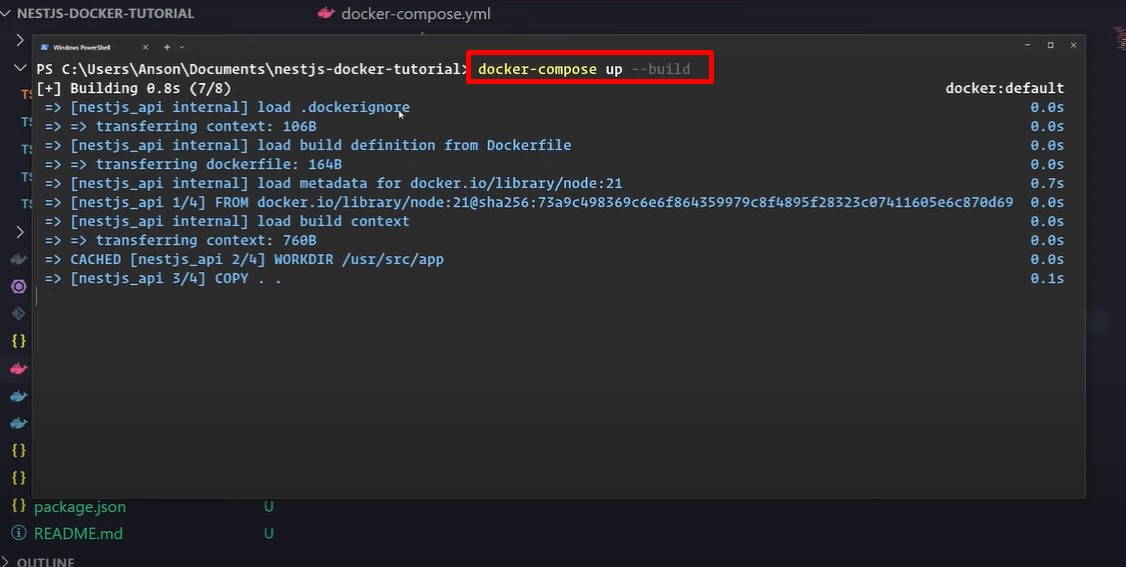 NESTJS-DOCKER-TUTORIAL
docker-compose.yml
Windows PowerShell
PS C:\Users\Anson\Documents\nestjs-docker-tutorial> docker-compose up --build
[+] Building 0.8s (7/8) docker:default
=> [nestjs_api internal] load .dockerignore 0.0s
=> => transferring context: 106B 0.0s
=> [nestjs_api internal] load build definition from Dockerfile 0.0s
=> => transferring dockerfile: 164B 0.0s
=> [nestjs_api internal] load metadata for docker.io/library/node:21 0.7s
=> [nestjs_api 1/4] FROM docker.io/library/node:21@sha256:73a9c498369c6e6f864359979c8f4895f28323c07411605e6c870d69 0.0s
=> [nestjs_api internal] load build context 0.0s
=> => transferring context: 760B 0.0s
=> CACHED [nestjs_api 2/4] WORKDIR /usr/src/app 0.0s
=> [nestjs_api 3/4] COPY . . 0.1s
TS
TS
TS
TS
TS
{}
{}
{}
{} package.json U
README.md U
OUTLINE